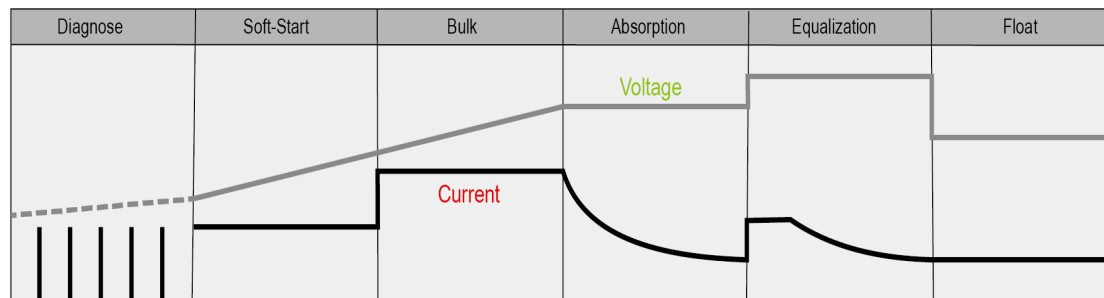 Diagnose Soft-Start Bulk Absorption Equalization Float
Voltage
Current